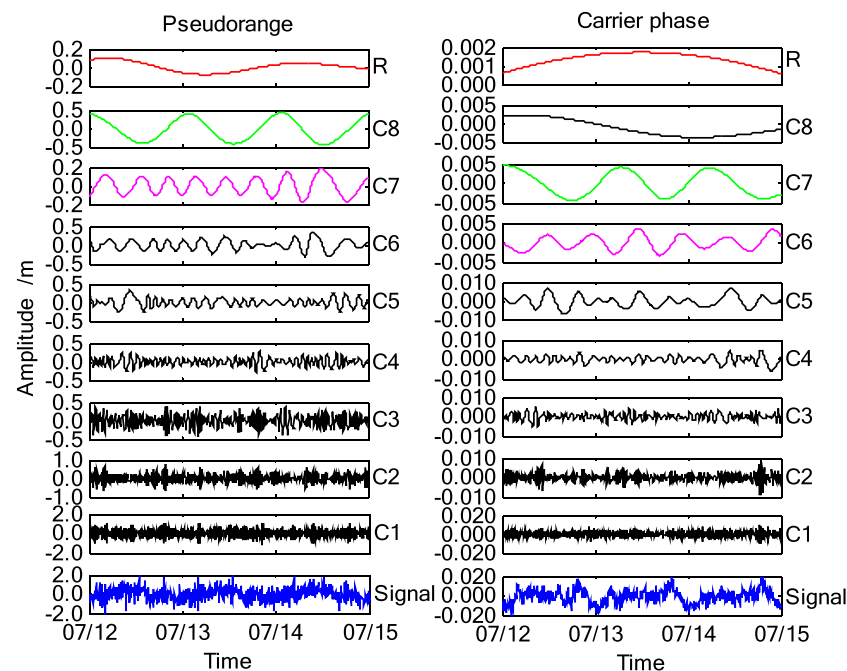 Pseudorange
0.2
0.0
-0.2
R
0.5
0.0
-0.5
C8
0.2
0.0
-0.2
C7
0.5
0.0
-0.5
C6
0.5
0.0
-0.5
C5
0.5
0.0
-0.5
C4
0.5
0.0
-0.5
C3
1.0
0.0
-1.0
C2
2.0
0.0
-2.0
C1
2.0
0.0
-2.0
Signal
07/12 07/13 07/14 07/15
Time
Amplitude /m
Carrier phase
0.002
0.001
0.000
R
0.005
0.005
-0.005
C8
0.005
0.000
-0.005
C7
0.005
0.000
-0.005
C6
0.010
0.000
-0.010
C5
0.010
0.000
-0.010
C4
0.010
0.000
-0.010
C3
0.010
0.000
-0.010
C2
0.020
0.000
-0.020
C1
0.020
0.000
-0.020
Signal
07/12 07/13 07/14 07/15
Time